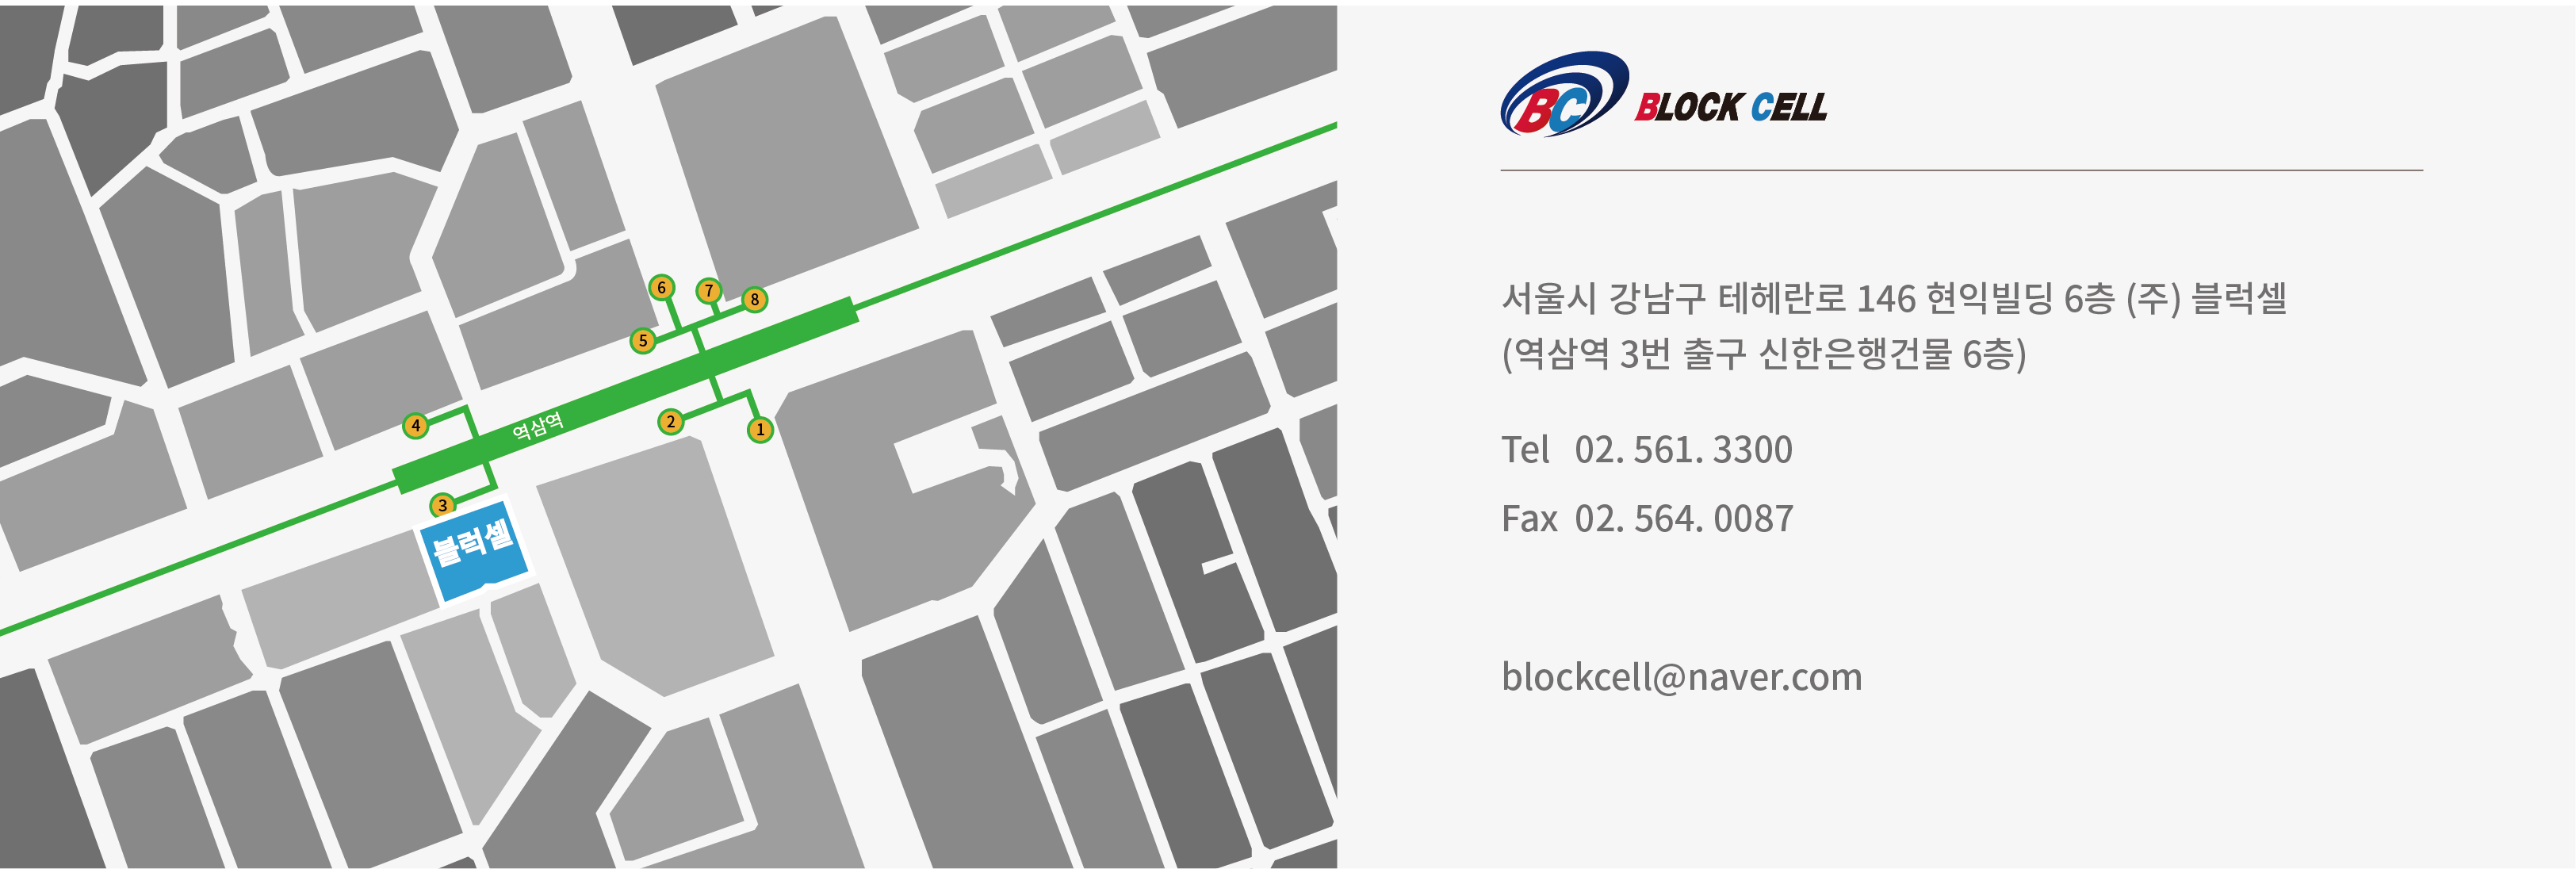 6
7
8
5
4
역삼역
2
1
3
블럭셀
BC BLOCK CELL
서울시 강남구 테헤란로 146 현익빌딩 6층 (주) 블럭셀
(역삼역 3번 출구 신한은행건물 6층)
Tel 02. 561. 3300
Fax 02. 564. 0087
blockcell@naver.com